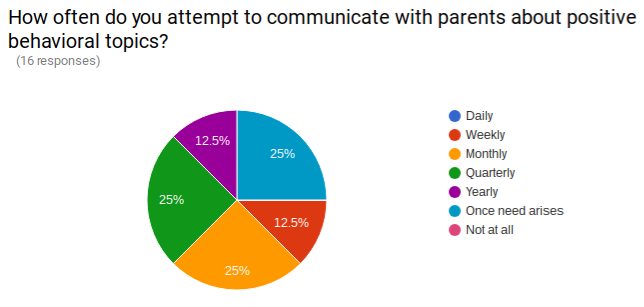 How often do you attempt to communicate with parents about positive
behavioral topics?
(16 responses)
12.5%
25%
25%
12.5%
25%
Daily
Weekly
Monthly
Quarterly
Yearly
Once need arises
Not at all